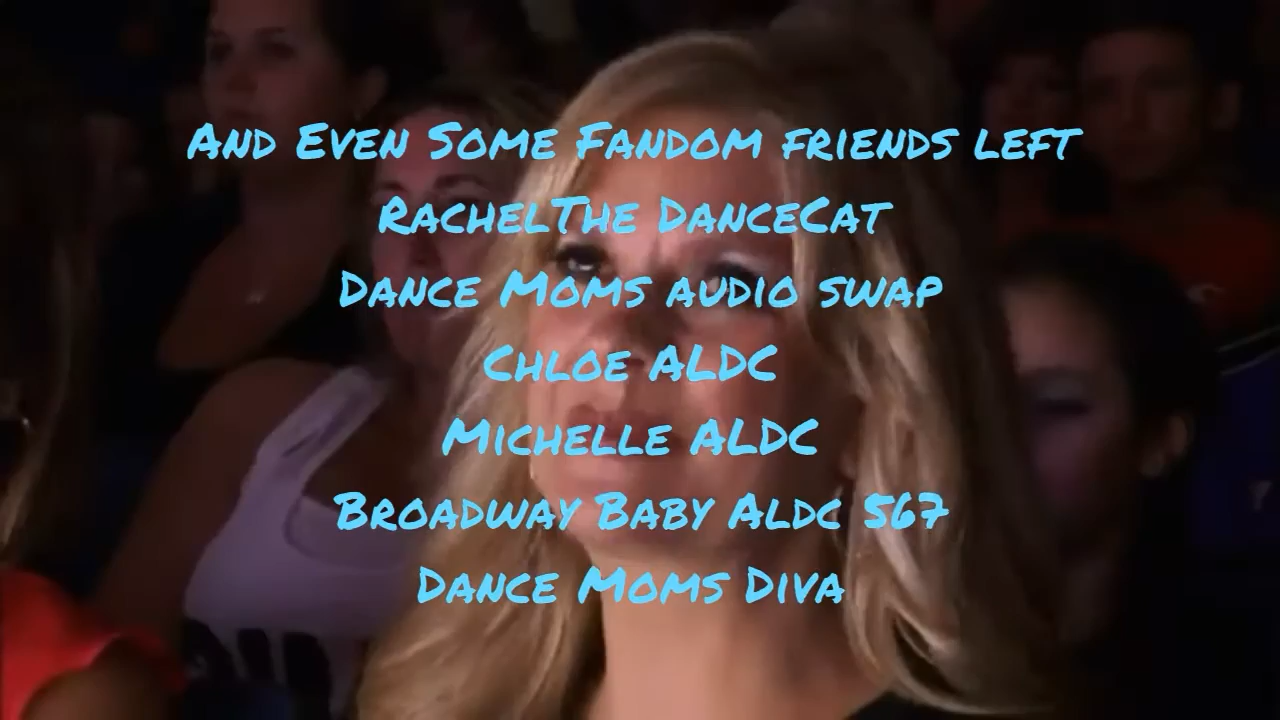 And Even Some Fandom friends left
RachelThe DanceCat
Dance Moms audio swap
Chloe ALDC
Michelle ALDC
Broadway Baby Aldc 567
Dance Moms Diva